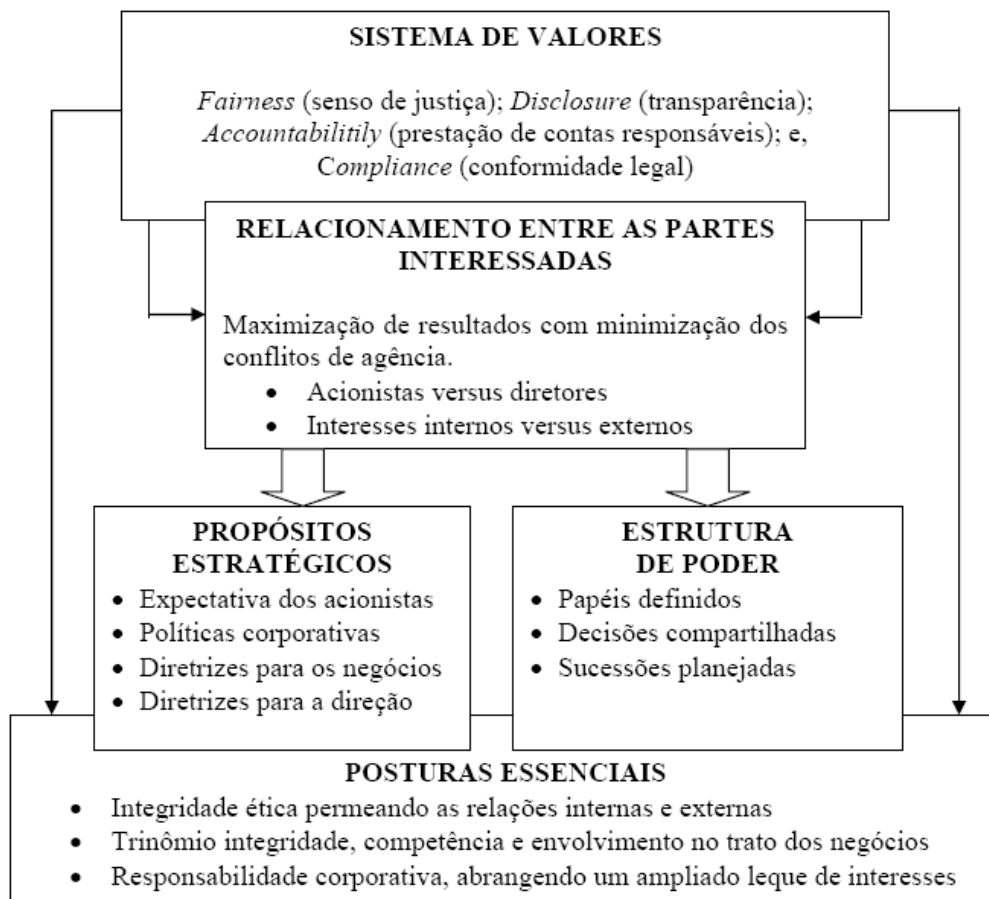 SISTEMA DE VALORES
Fairness (senso de justiça); Disclosure (transparência);
Accountabilitily (prestação de contas responsáveis); e,
Compliance (conformidade legal)
RELACIONAMENTO ENTRE AS PARTES
INTERESSADAS
Maximização de resultados com minimização dos
conflitos de agência.
• Acionistas versus diretores
• Interesses internos versus externos
PROPÓSITOS
ESTRATÉGICOS
• Expectativa dos acionistas
• Políticas corporativas
• Diretrizes para os negócios
• Diretrizes para a direção
ESTRUTURA
DE PODER
• Papéis definidos
• Decisões compartilhadas
• Sucessões planejadas
POSTURAS ESSENCIAIS
• Integridade ética permeando as relações internas e externas
• Trinômio integridade, competência e envolvimento no trato dos negócios
• Responsabilidade corporativa, abrangendo um ampliado leque de interesses